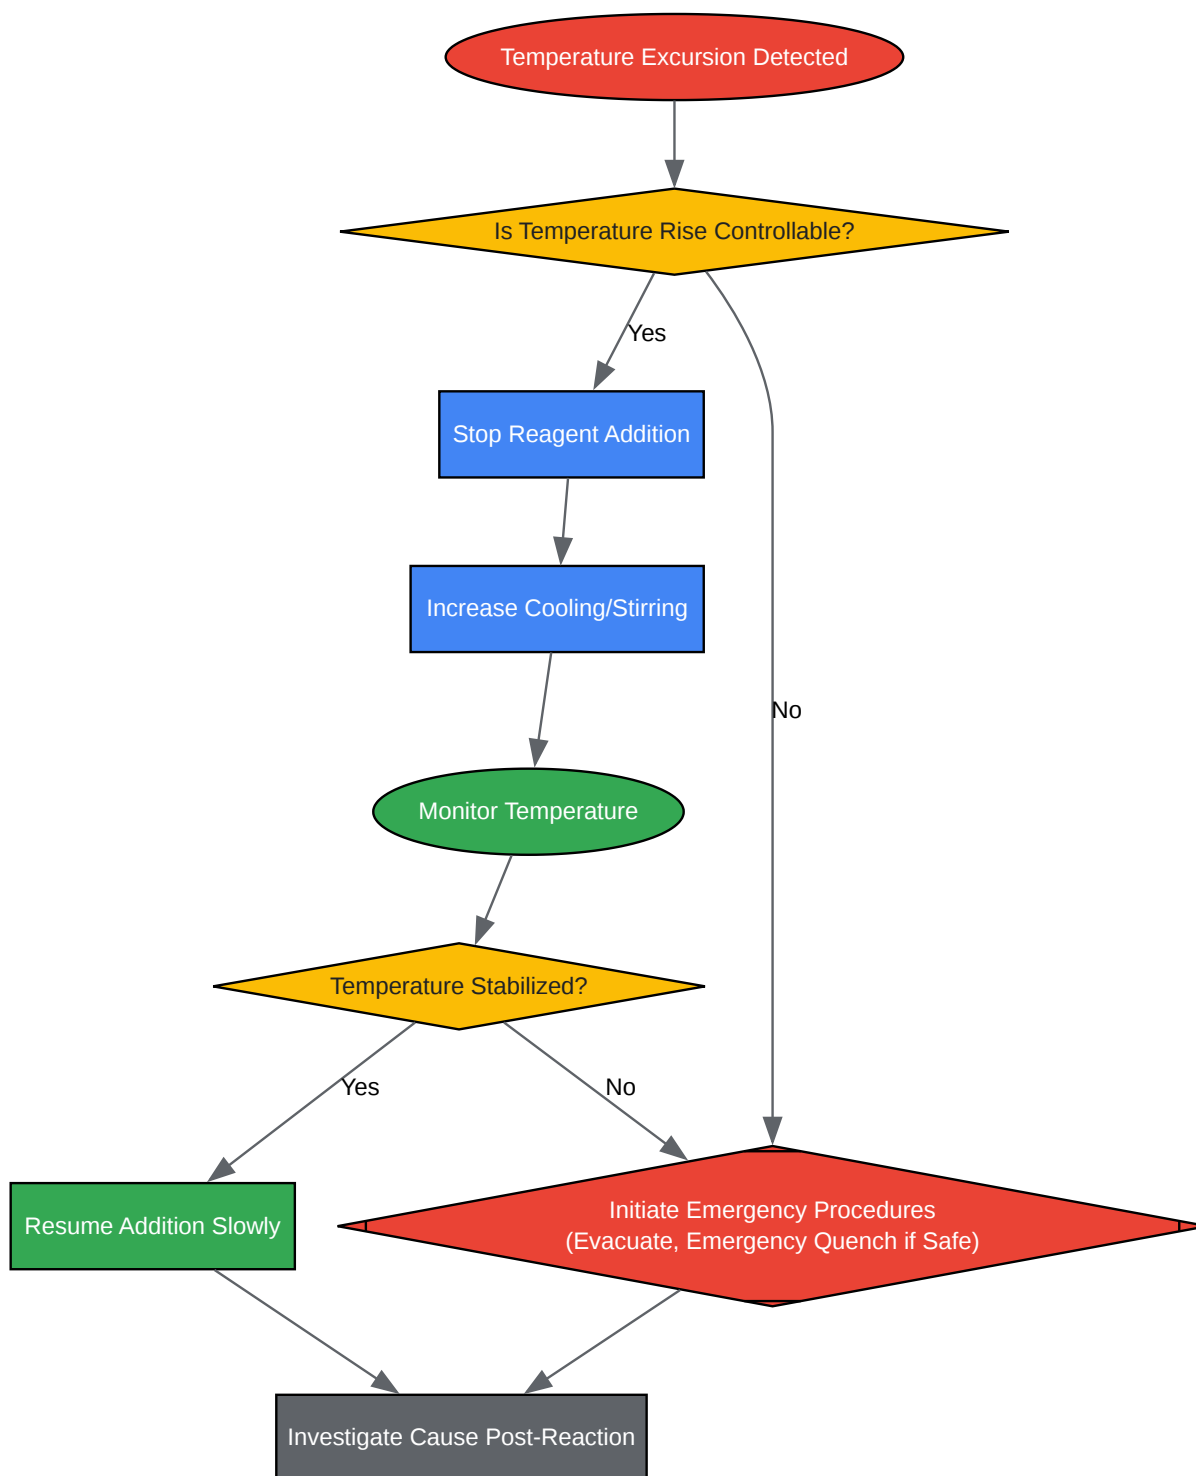 Temperature Excursion Detected
Is Temperature Rise Controllable?
Yes
Stop Reagent Addition
Increase Cooling/Stirring
No
Monitor Temperature
Temperature Stabilized?
Yes
No
Resume Addition Slowly
Initiate Emergency Procedures
(Evacuate, Emergency Quench if Safe)
Investigate Cause Post-Reaction